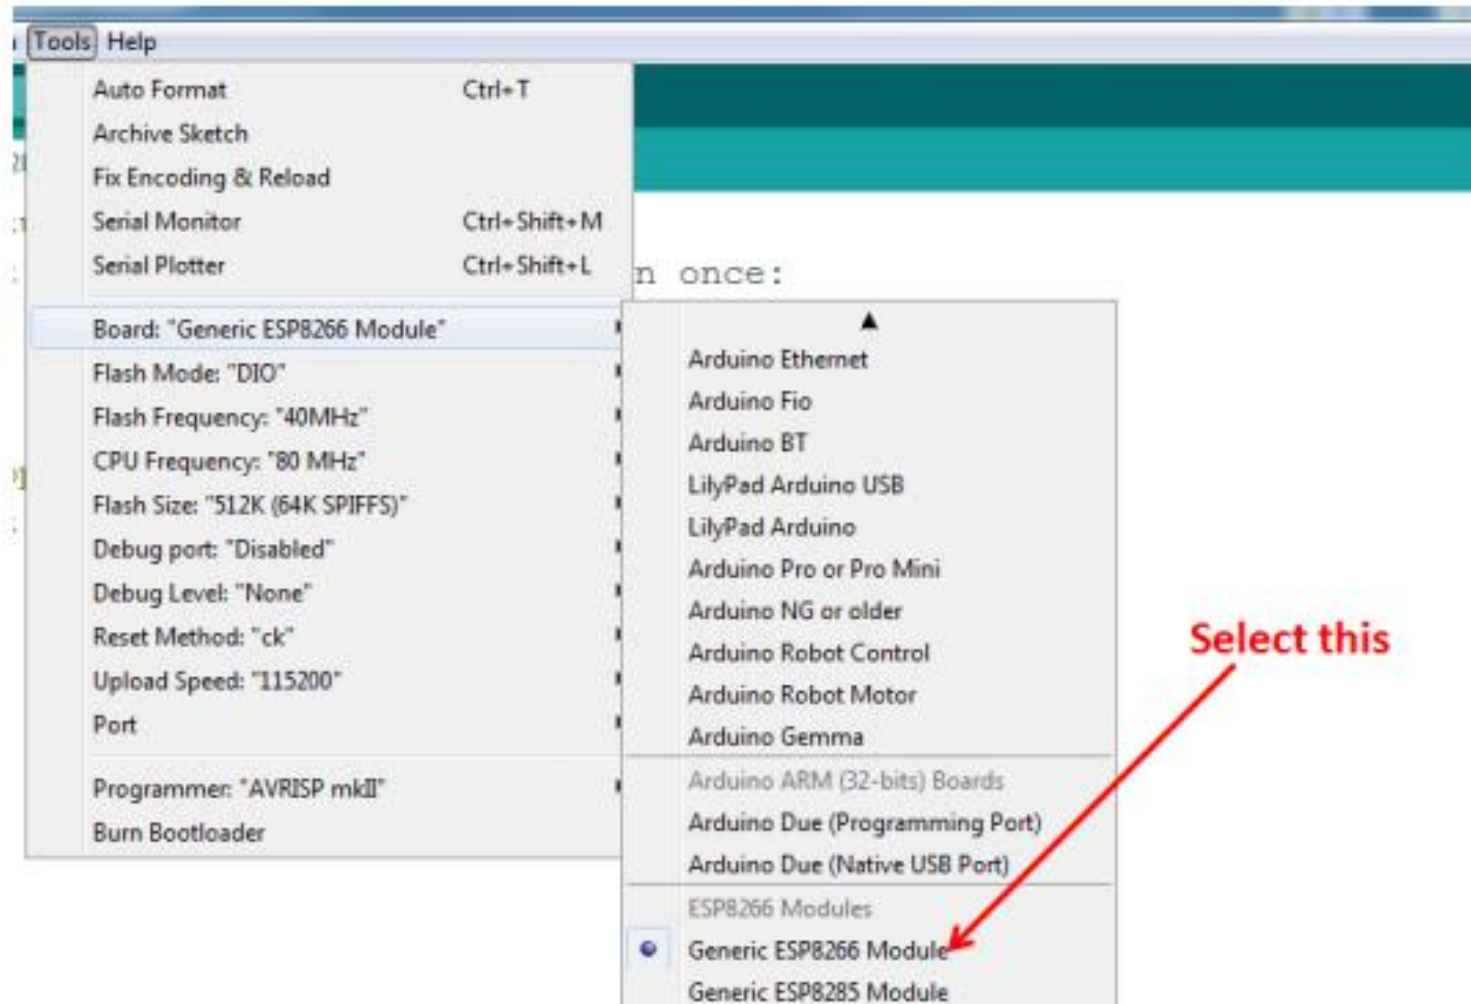 Tools Help
Auto Format Ctrl+T
Archive Sketch
Fix Encoding & Reload
Serial Monitor Ctrl+Shift+M
Serial Plotter Ctrl+Shift+L
n once:
Board: "Generic ESP8266 Module"
Flash Mode: "DIO"
Flash Frequency: "40MHz"
CPU Frequency: "80 MHz"
Flash Size: "512K (64K SPIFFS)"
Debug port: "Disabled"
Debug Level: "None"
Reset Method: "ck"
Upload Speed: "115200"
Port
Programmer: "AVRISP mkII"
Burn Bootloader
Arduino Ethernet
Arduino Fio
Arduino BT
LilyPad Arduino USB
LilyPad Arduino
Arduino Pro or Pro Mini
Arduino NG or older
Arduino Robot Control
Arduino Robot Motor
Arduino Gemma
Arduino ARM (32-bits) Boards
Arduino Due (Programming Port)
Arduino Due (Native USB Port)
ESP8266 Modules
Generic ESP8266 Module
Generic ESP8285 Module
Select this